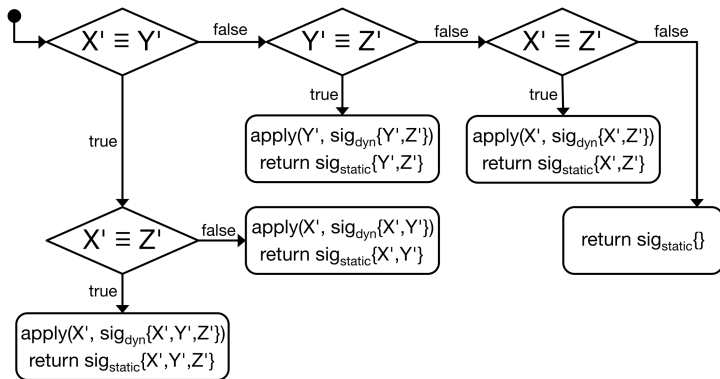 X' ≡ Y'
false
Y' ≡ Z'
false
X' ≡ Z'
false
true
true
true
apply(Y', sig_dyn{Y',Z'})
return sig_static{Y',Z'}
apply(X', sig_dyn{X',Z'})
return sig_static{X',Z'}
X' ≡ Z'
false
apply(X', sig_dyn{X',Y'})
return sig_static{X',Y'}
return sig_static{}
true
apply(X', sig_dyn{X',Y',Z'})
return sig_static{X',Y',Z'}